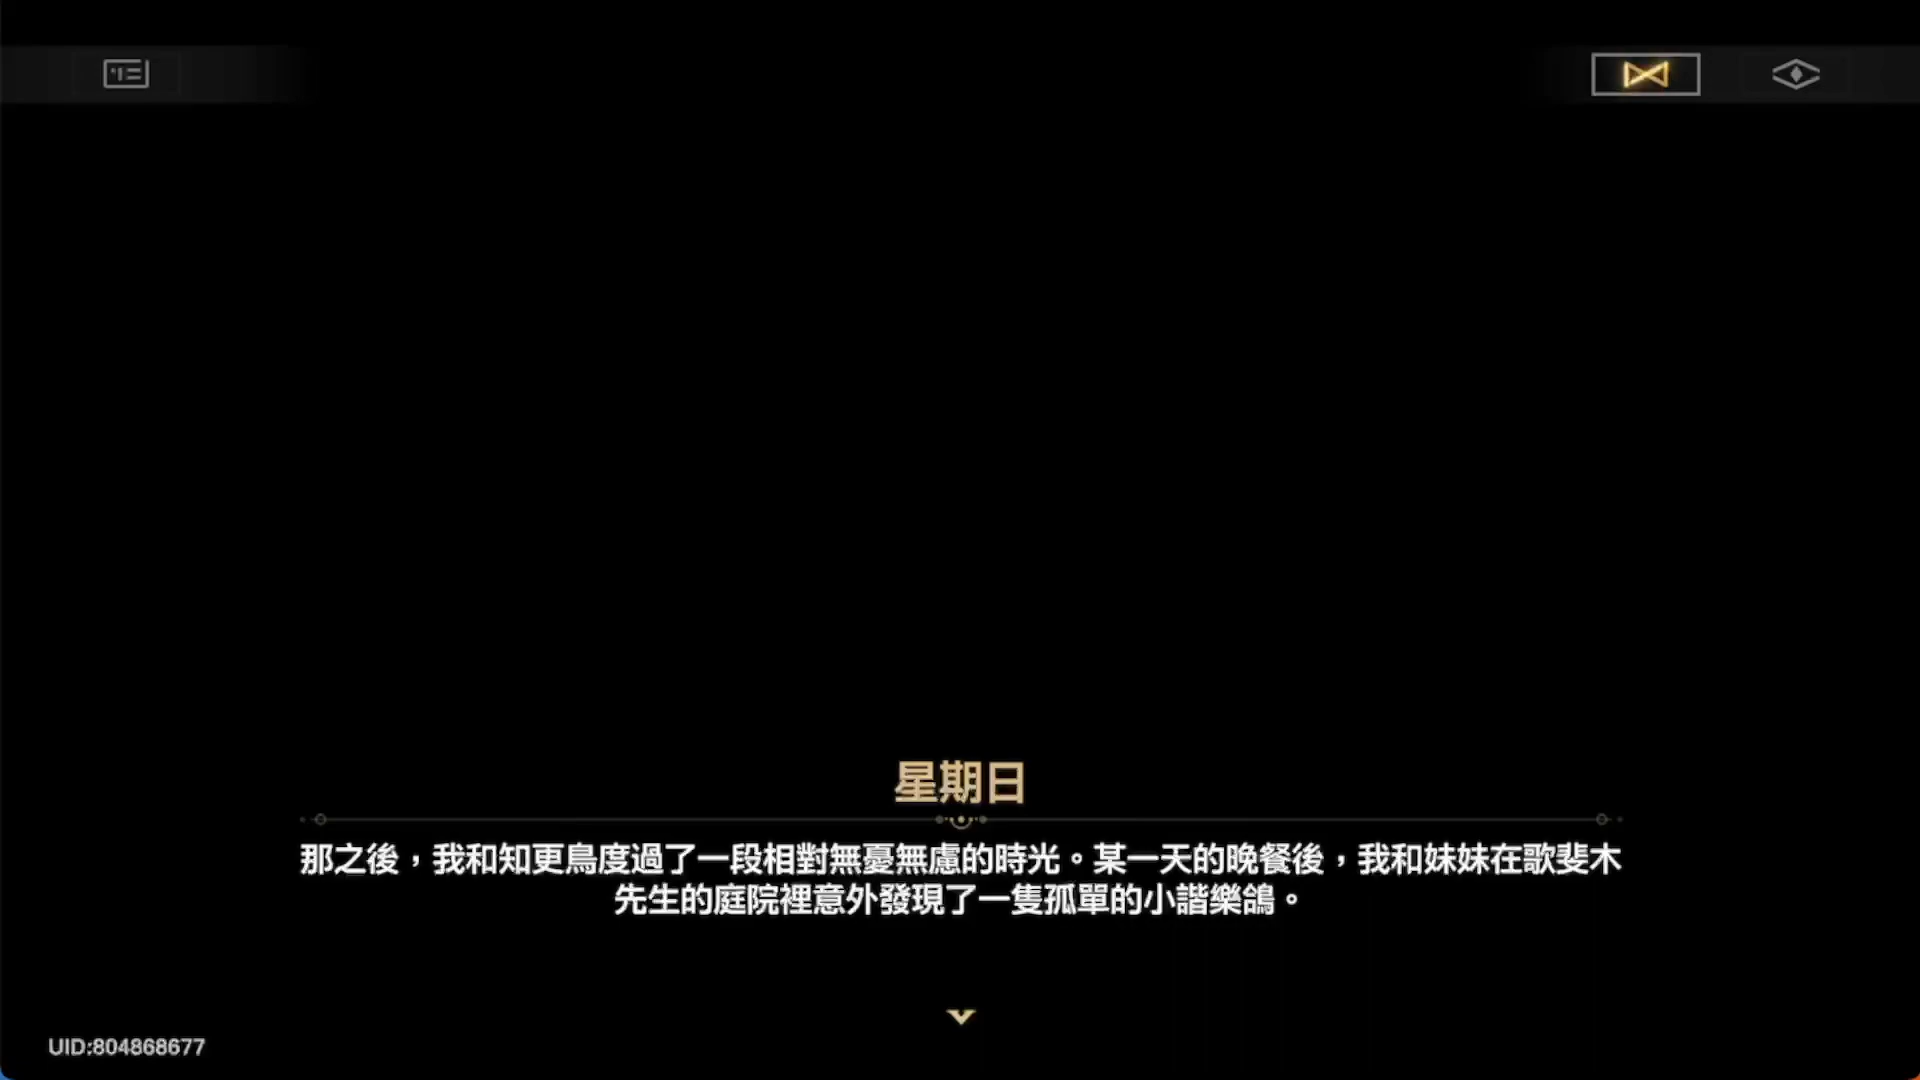 星期日
那之後，我和知更鳥度過了一段相對無憂無慮的時光。某一天的晚餐後，我和妹妹在歌斐木
先生的庭院裡意外發現了一隻孤單的小諧樂鴿。
UID:804868677